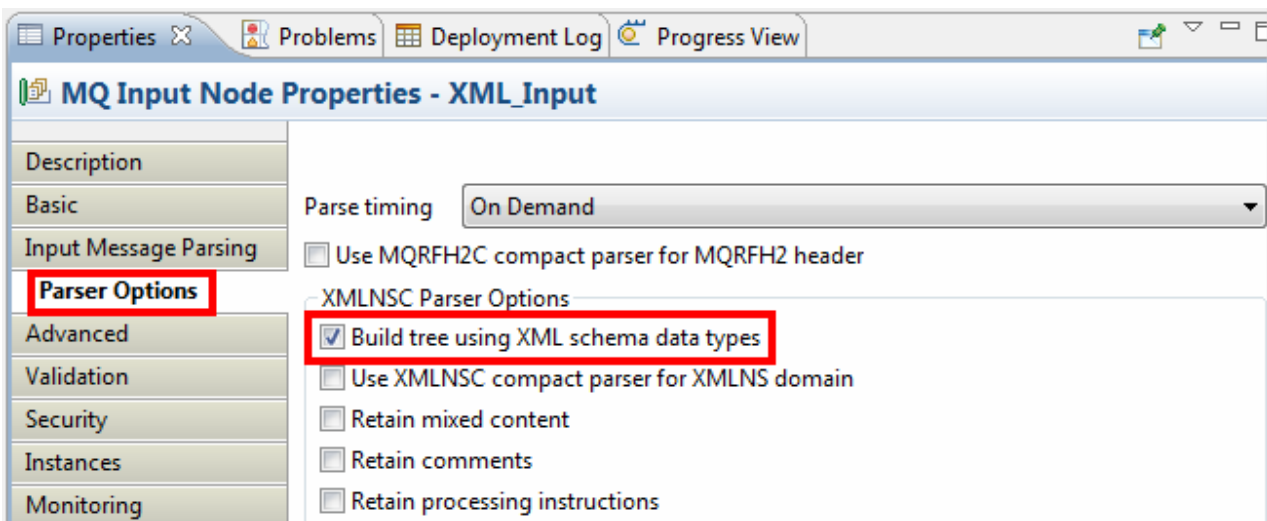 Properties Problems Deployment Log Progress View
MQ Input Node Properties - XML_Input
Description
Basic
Input Message Parsing
Parser Options
Advanced
Validation
Security
Instances
Monitoring
Parse timing On Demand
Use MQRFH2C compact parser for MQRFH2 header
XMLNSC Parser Options
Build tree using XML schema data types
Use XMLNSC compact parser for XMLNS domain
Retain mixed content
Retain comments
Retain processing instructions